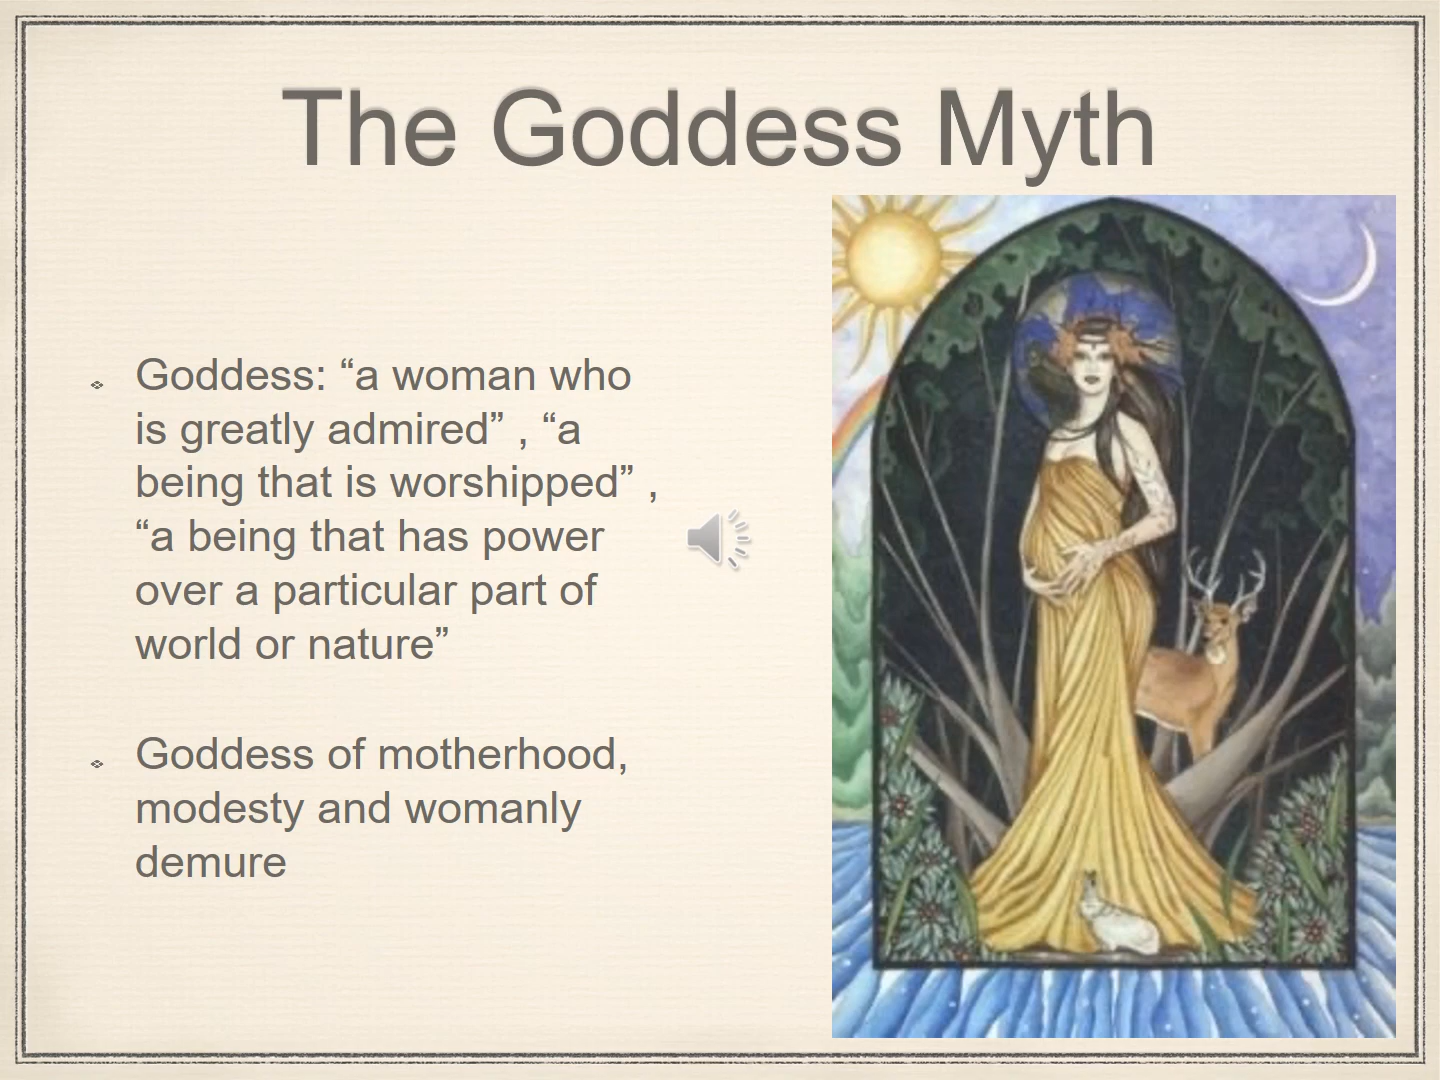 The Goddess Myth
Goddess: “a woman who
is greatly admired” , “a
being that is worshipped” ,
“a being that has power
over a particular part of
world or nature”
Goddess of motherhood,
modesty and womanly
demure